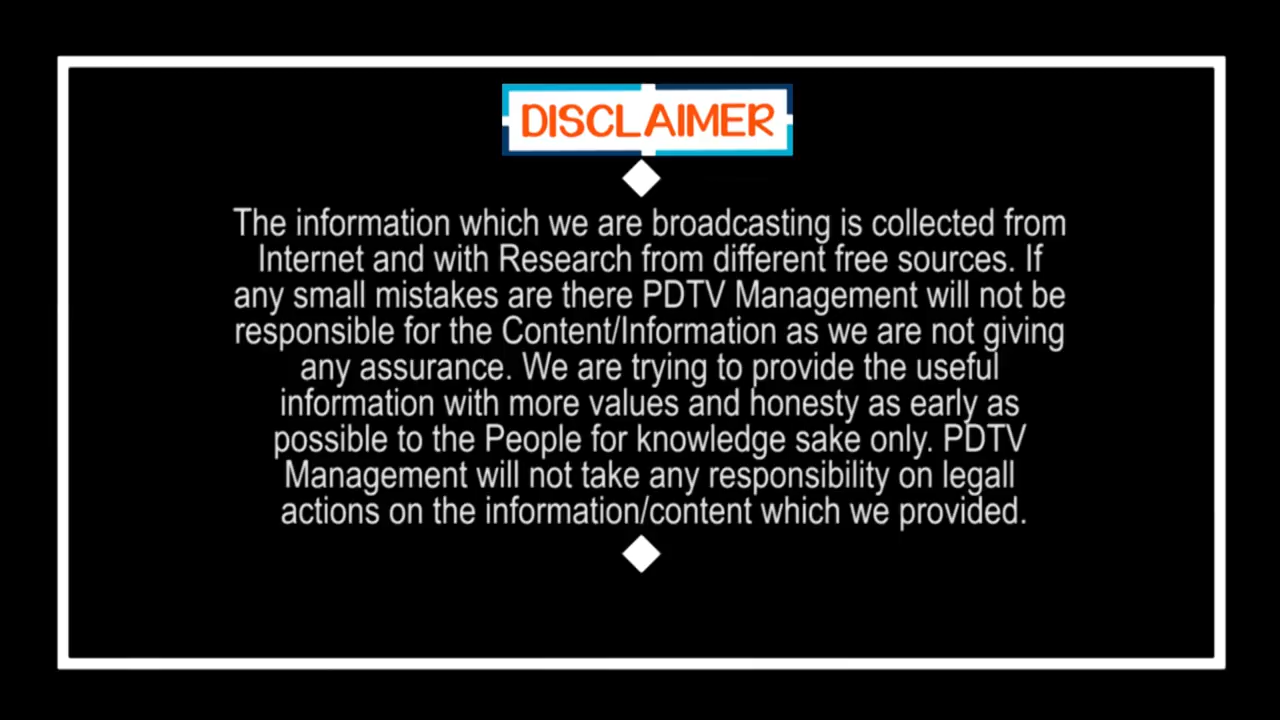 DISCLAIMER
The information which we are broadcasting is collected from
Internet and with Research from different free sources. If
any small mistakes are there PDTV Management will not be
responsible for the Content/Information as we are not giving
any assurance. We are trying to provide the useful
information with more values and honesty as early as
possible to the People for knowledge sake only. PDTV
Management will not take any responsibility on legall
actions on the information/content which we provided.